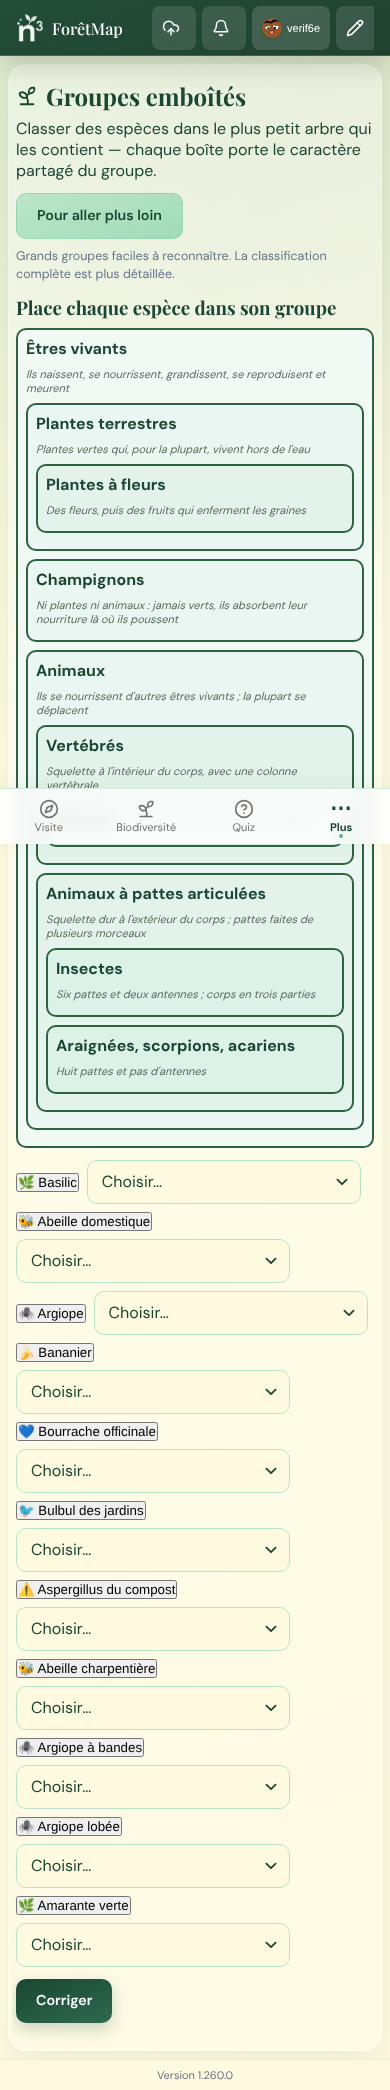 ForêtMap
verif6e
Groupes emboîtés
Classer des espèces dans le plus petit arbre qui
les contient — chaque boîte porte le caractère
partagé du groupe.
Pour aller plus loin
Grands groupes faciles à reconnaître. La classification
complète est plus détaillée.
Place chaque espèce dans son groupe
Êtres vivants
Ils naissent, se nourrissent, grandissent, se reproduisent et
meurent
Plantes terrestres
Plantes vertes qui, pour la plupart, vivent hors de l'eau
Plantes à fleurs
Des fleurs, puis des fruits qui enferment les graines
Champignons
Ni plantes ni animaux : jamais verts, ils absorbent leur
nourriture là où ils poussent
Animaux
Ils se nourrissent d'autres êtres vivants ; la plupart se
déplacent
Vertébrés
Squelette à l'intérieur du corps, avec une colonne
vertébrale
Visite
Biodiversité
Quiz
Plus
Animaux à pattes articulées
Squelette dur à l'extérieur du corps ; pattes faites de
plusieurs morceaux
Insectes
Six pattes et deux antennes ; corps en trois parties
Araignées, scorpions, acariens
Huit pattes et pas d'antennes
Basilic Choisir...
Abeille domestique
Choisir...
Argiope Choisir...
Bananier
Choisir...
Bourrache officinale
Choisir...
Bulbul des jardins
Choisir...
Aspergillus du compost
Choisir...
Abeille charpentière
Choisir...
Argiope à bandes
Choisir...
Argiope lobée
Choisir...
Amarante verte
Choisir...
Corriger
Version 1.260.0